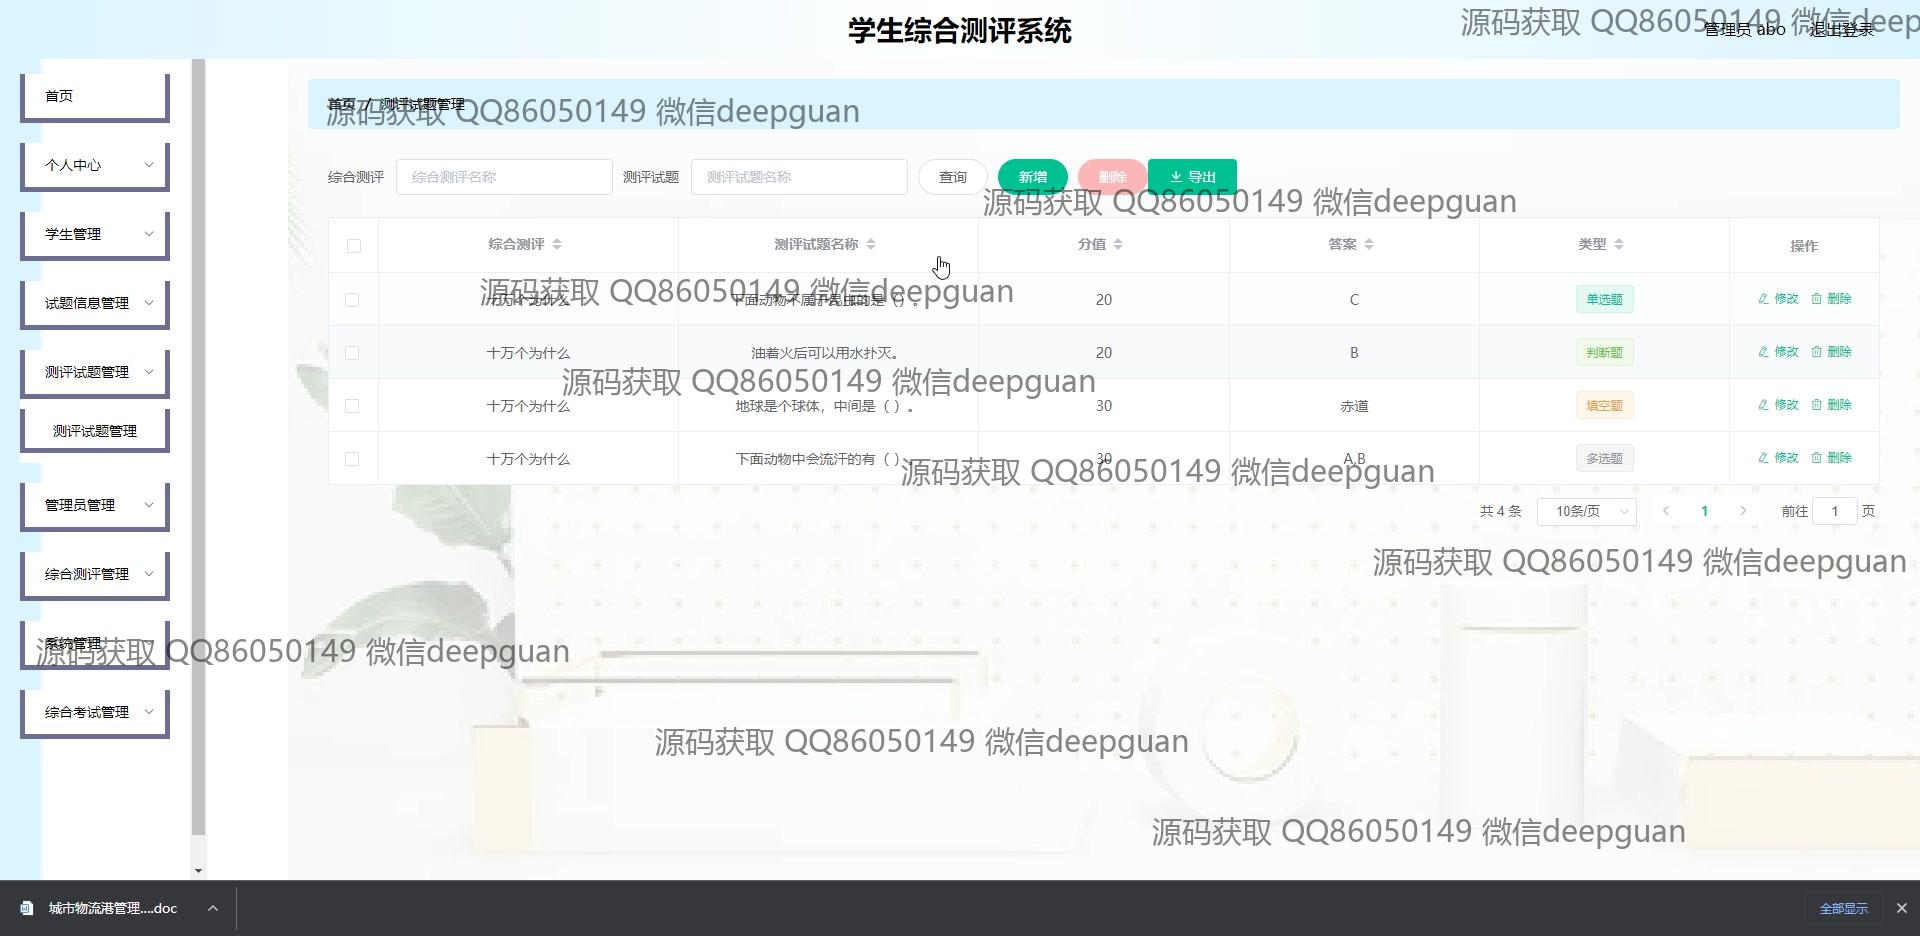 学生综合测评系统
管理员 abo 退出登录
源码获取 QQ86050149 微信deep
首页
个人中心
学生管理
试题信息管理
测评试题管理
测评试题管理
管理员管理
综合测评管理
系统管理
综合考试管理
首页 / 测评试题管理
源码获取 QQ86050149 微信deepguan
综合测评 综合测评名称 测评试题 测评试题名称 查询 新增 删除 导出
源码获取 QQ86050149 微信deepguan
综合测评 测评试题名称 分值 答案 类型 操作
源码获取 QQ86050149 微信deepguan
十万个为什么 下面动物不属于昆虫的是（）。 20 C 单选题 修改 删除
十万个为什么 油着火后可以用水扑灭。 20 B 判断题 修改 删除
源码获取 QQ86050149 微信deepguan
十万个为什么 地球是个球体，中间是（ ）。 30 赤道 填空题 修改 删除
十万个为什么 下面动物中会流汗的有（ ） 30 A,B 多选题 修改 删除
源码获取 QQ86050149 微信deepguan
共 4 条 10条/页 1 前往 1 页
源码获取 QQ86050149 微信deepguan
源码获取 QQ86050149 微信deepguan
源码获取 QQ86050149 微信deepguan
源码获取 QQ86050149 微信deepguan
城市物流港管理....doc
全部显示